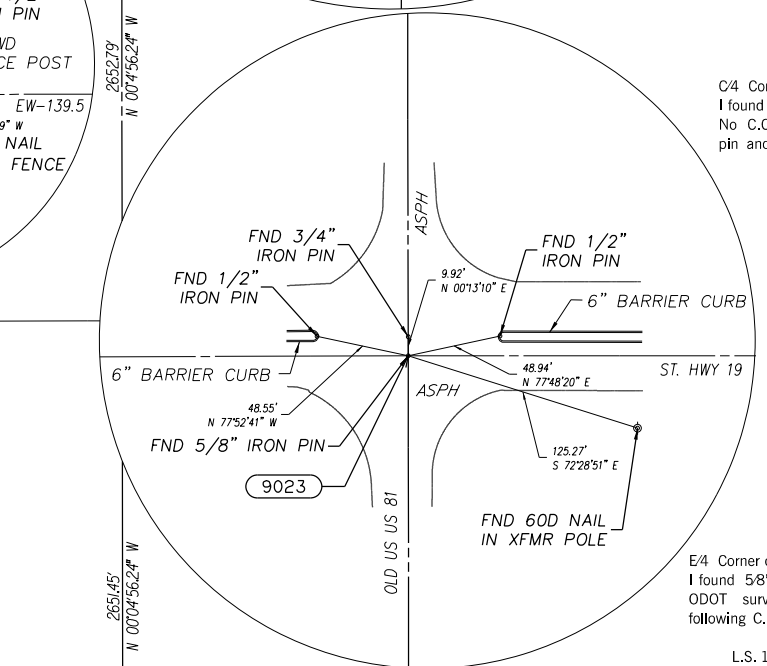 N PIN
WD
CE POST
EW-139.5
9" W
NAIL
FENCE
2652.79'
N 00°4'56.24" W
C/4 Cor
I found
No C.O
pin and
ASPH
FND 3/4"
IRON PIN
FND 1/2"
IRON PIN
FND 1/2"
IRON PIN
9.92'
N 00°13'10" E
6" BARRIER CURB
6" BARRIER CURB
48.94'
N 77°48'20" E
ST. HWY 19
48.55'
N 77°52'41" W
ASPH
FND 5/8" IRON PIN
125.27'
S 72°28'51" E
9023
FND 60D NAIL
IN XFMR POLE
OLD US US 81
2651.45'
N 00°04'56.24" W
E/4 Corner o
I found 5/8"
ODOT surv
following C.
L.S. 1